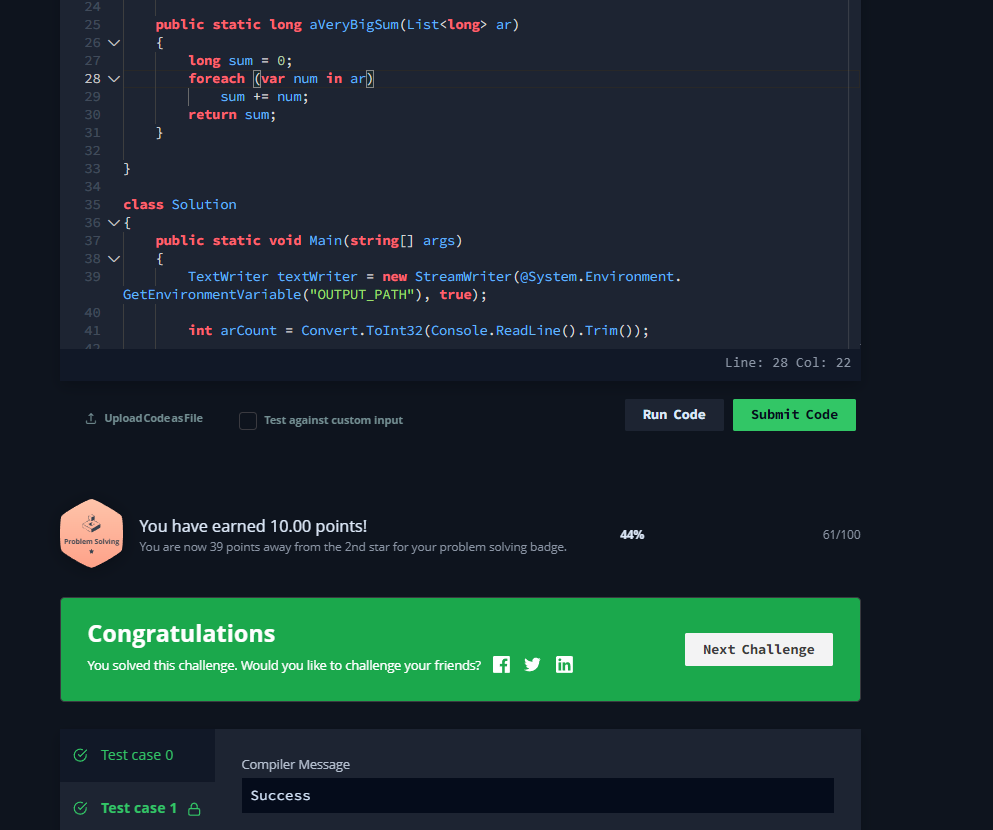 24
25 public static long aVeryBigSum(List<long> ar)
26 {
27 long sum = 0;
28 foreach (var num in ar)
29 sum += num;
30 return sum;
31 }
32
33 }
34
35 class Solution
36 {
37 public static void Main(string[] args)
38 {
39 TextWriter textWriter = new StreamWriter(@System.Environment.
GetEnvironmentVariable("OUTPUT_PATH"), true);
40
41 int arCount = Convert.ToInt32(Console.ReadLine().Trim());
42
Line: 28 Col: 22
Upload Code as File
Test against custom input
Run Code
Submit Code
Problem Solving
You have earned 10.00 points!
You are now 39 points away from the 2nd star for your problem solving badge.
44%
61/100
Congratulations
You solved this challenge. Would you like to challenge your friends?
Next Challenge
Test case 0
Compiler Message
Success
Test case 1